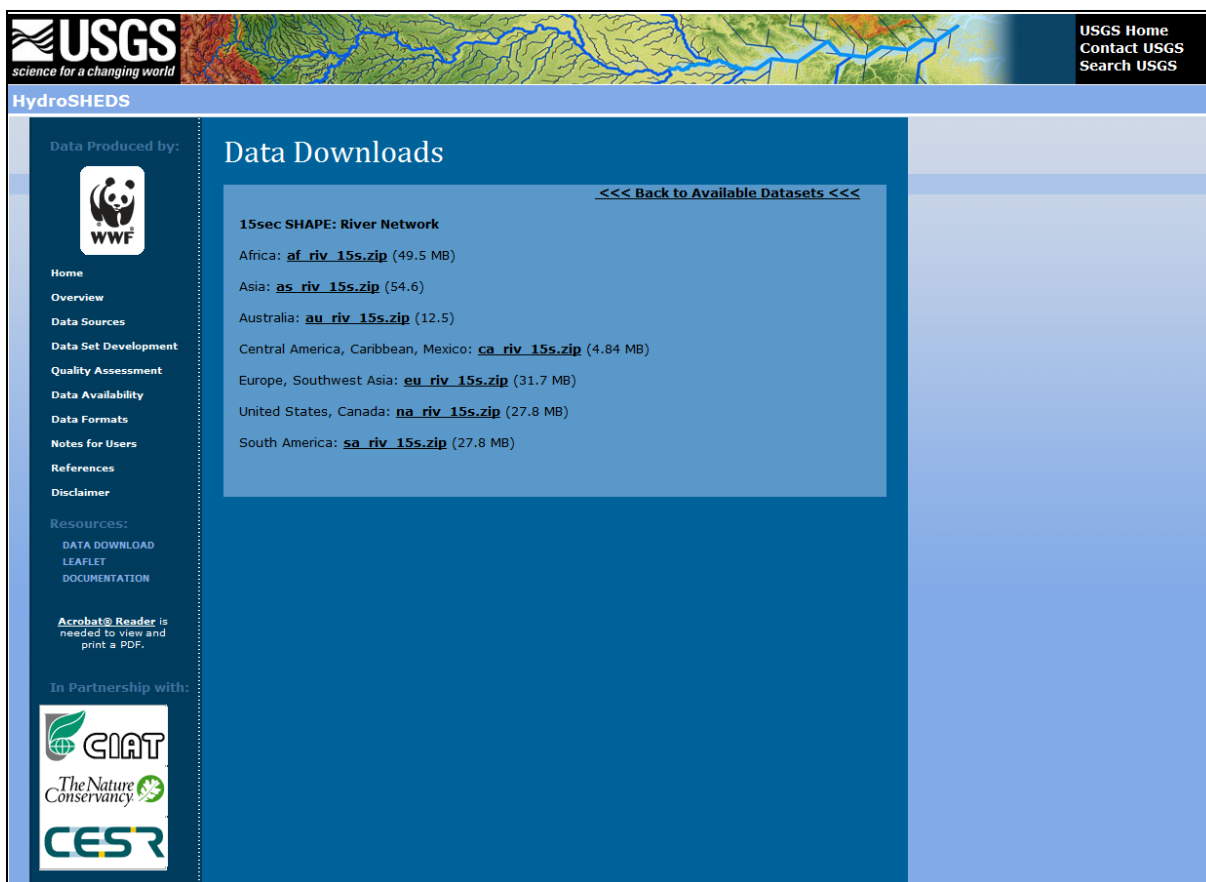 USGS
science for a changing world
USGS Home
Contact USGS
Search USGS
HydroSHEDS
Data Produced by:
WWF
Home
Overview
Data Sources
Data Set Development
Quality Assessment
Data Availability
Data Formats
Notes for Users
References
Disclaimer
Resources:
DATA DOWNLOAD
LEAFLET
DOCUMENTATION
Acrobat® Reader is
needed to view and
print a PDF.
In Partnership with:
CIAT
The Nature
Conservancy
CESR
Data Downloads
<<< Back to Available Datasets <<<
15sec SHAPE: River Network
Africa: af_riv_15s.zip (49.5 MB)
Asia: as_riv_15s.zip (54.6)
Australia: au_riv_15s.zip (12.5)
Central America, Caribbean, Mexico: ca_riv_15s.zip (4.84 MB)
Europe, Southwest Asia: eu_riv_15s.zip (31.7 MB)
United States, Canada: na_riv_15s.zip (27.8 MB)
South America: sa_riv_15s.zip (27.8 MB)